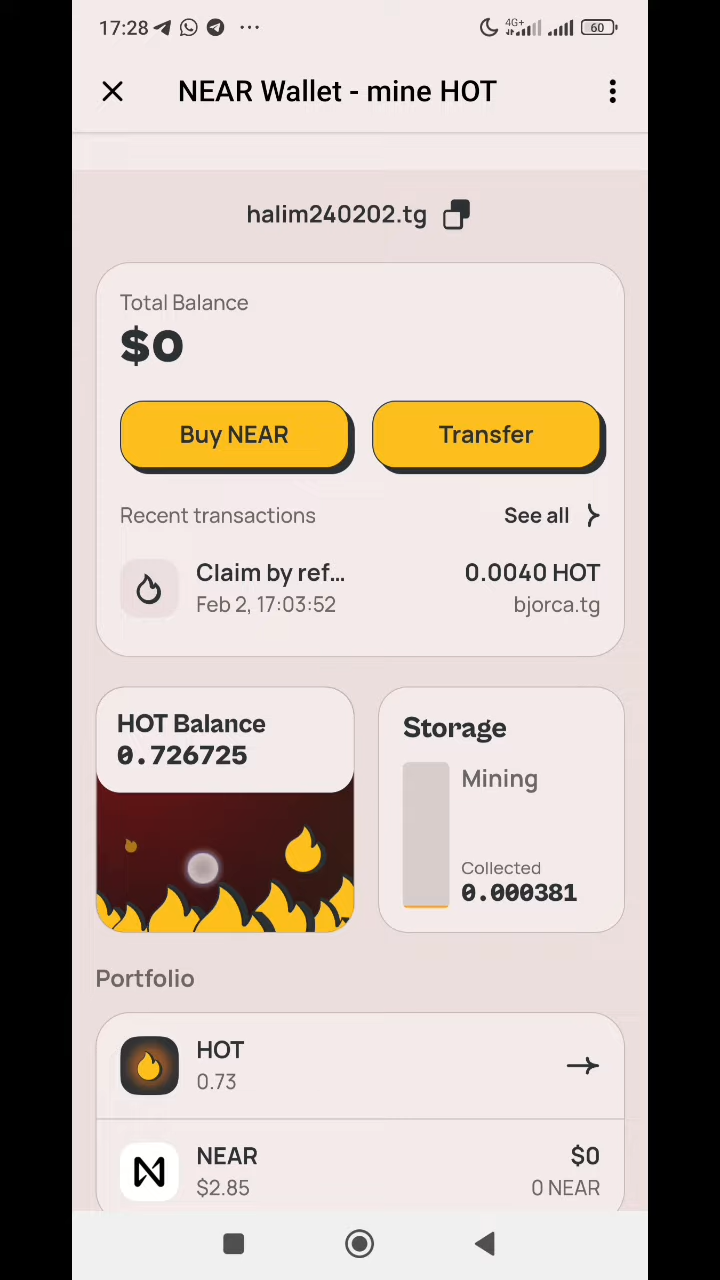 17:28
4G+
60
NEAR Wallet - mine HOT
halim240202.tg
Total Balance
$0
Buy NEAR
Transfer
Recent transactions
See all
Claim by ref...
0.0040 HOT
Feb 2, 17:03:52
bjorca.tg
HOT Balance
0.726725
Storage
Mining
Collected
0.000381
Portfolio
HOT
0.73
NEAR
$0
$2.85
0 NEAR